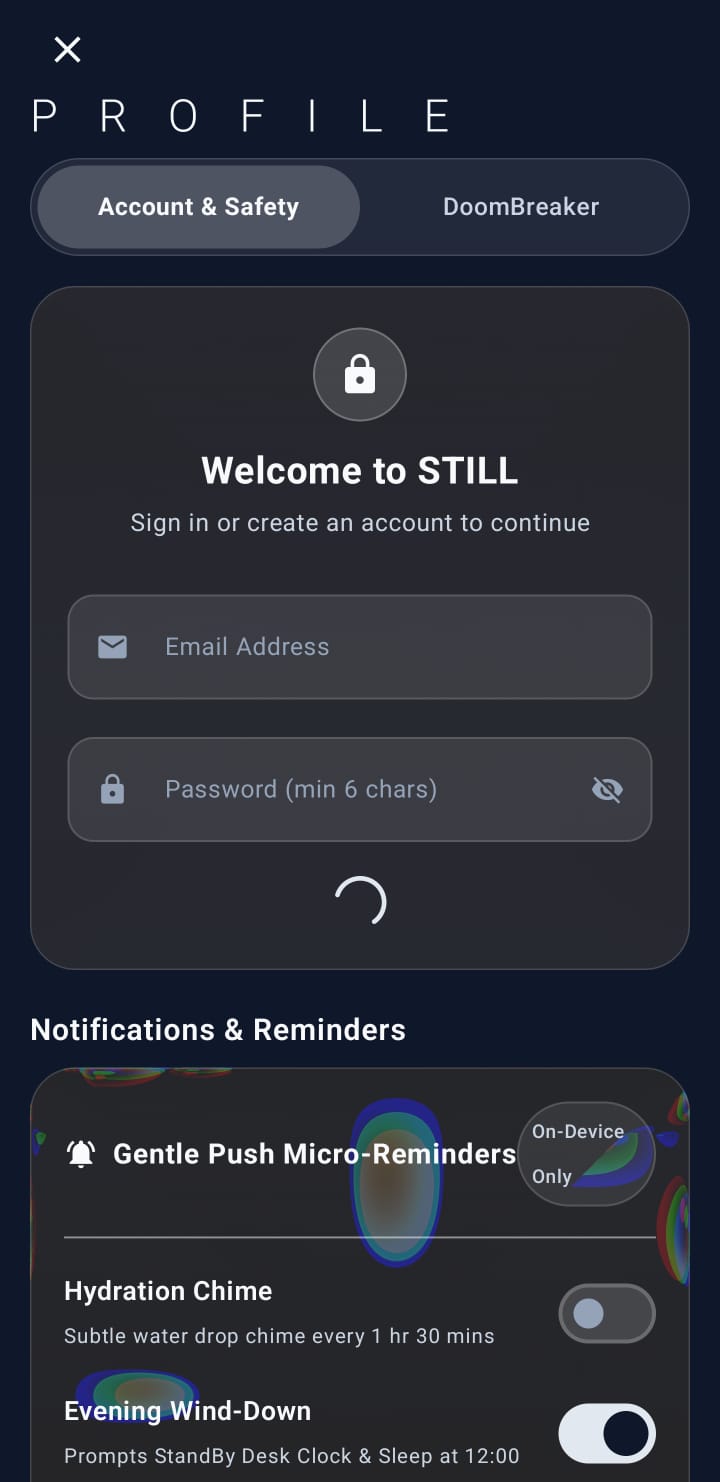 PROFILE
Account & Safety
DoomBreaker
Welcome to STILL
Sign in or create an account to continue
Email Address
Password (min 6 chars)
Notifications & Reminders
Gentle Push Micro-Reminders
On-Device
Only
Hydration Chime
Subtle water drop chime every 1 hr 30 mins
Evening Wind-Down
Prompts StandBy Desk Clock & Sleep at 12:00